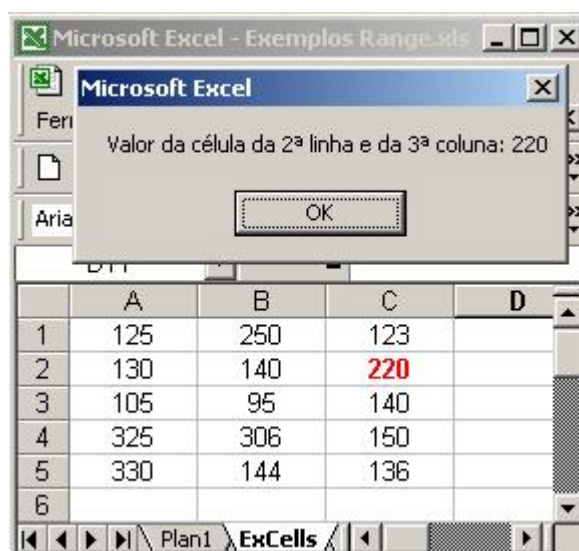 Microsoft Excel - Exemplos Range.xls
Microsoft Excel
Valor da célula da 2ª linha e da 3ª coluna: 220
OK
A B C D
1 125 250 123
2 130 140 220
3 105 95 140
4 325 306 150
5 330 144 136
6
Plan1 ExCells